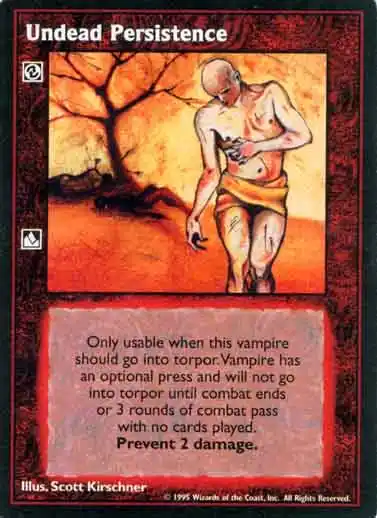 Undead Persistence
Only usable when this vampire
should go into torpor. Vampire has
an optional press and will not go
into torpor until combat ends
or 3 rounds of combat pass
with no cards played.
Prevent 2 damage.
Illus. Scott Kirschner
© 1995 Wizards of the Coast, Inc. All Rights Reserved.